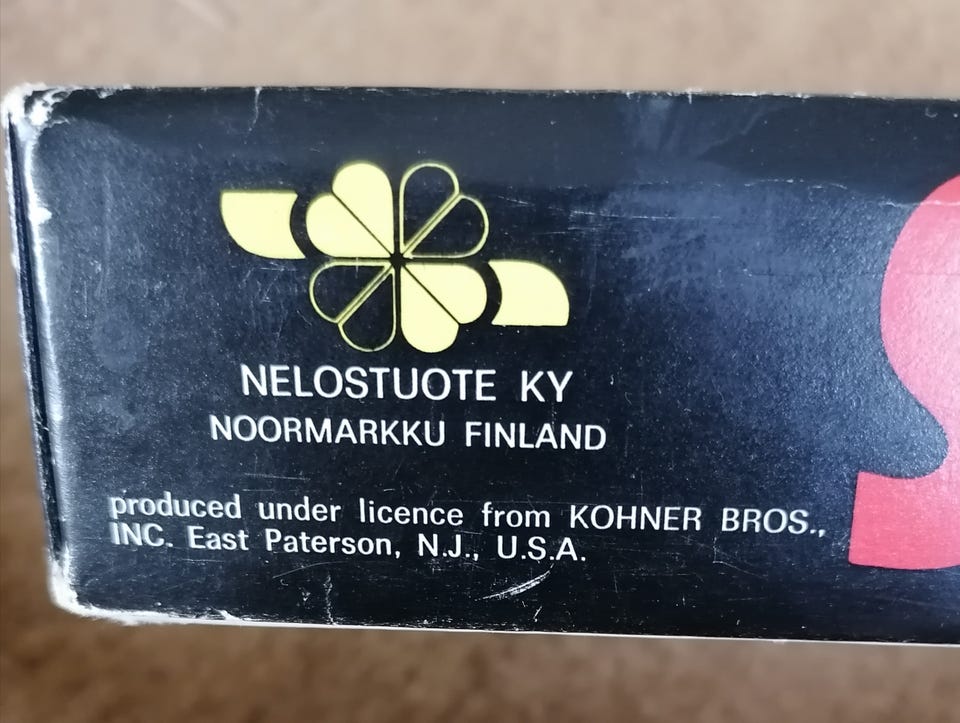 NELOSTUOTE KY
NOORMARKKU FINLAND
produced under licence from KOHNER BROS.,
INC. East Paterson, N.J., U.S.A.